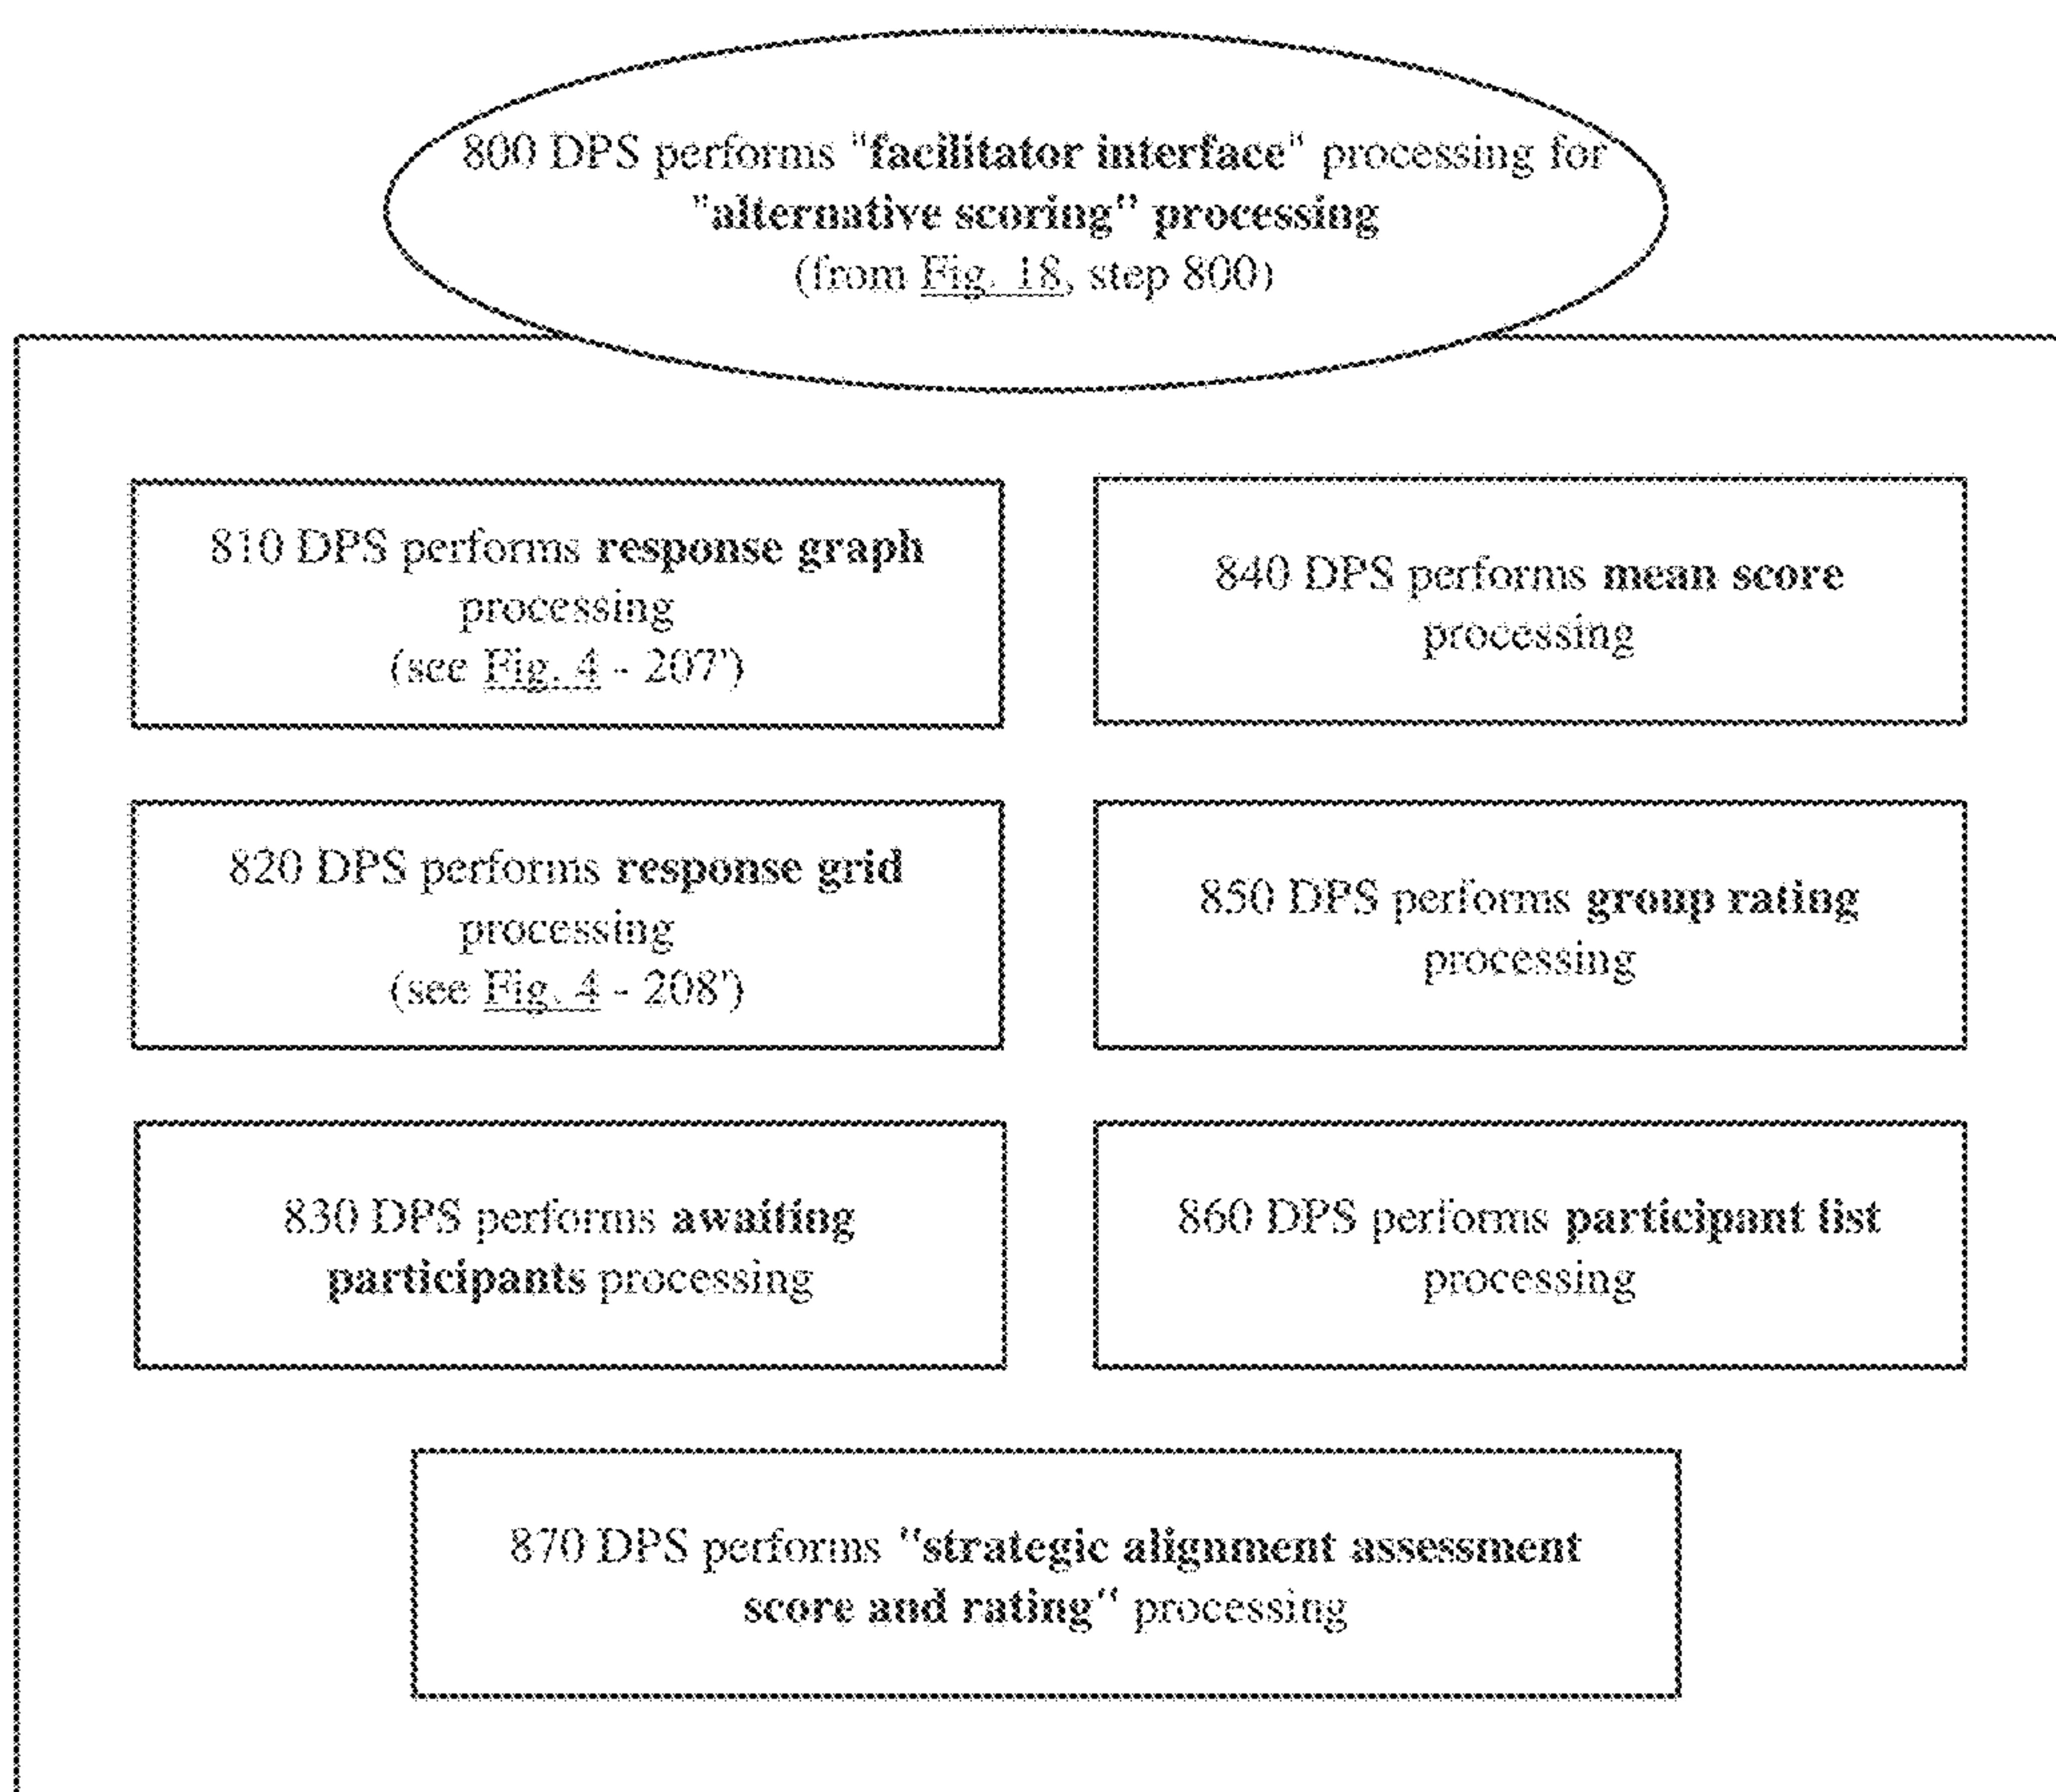 800 DPS performs "facilitator interface" processing for
"alternative scoring" processing
(from Fig. 18, step 800)
810 DPS performs response graph
processing
(see Fig. 4 - 207')
820 DPS performs response grid
processing
(see Fig. 4 - 208')
830 DPS performs awaiting
participants processing
840 DPS performs mean score
processing
850 DPS performs group rating
processing
860 DPS performs participant list
processing
870 DPS performs "strategic alignment assessment
score and rating" processing